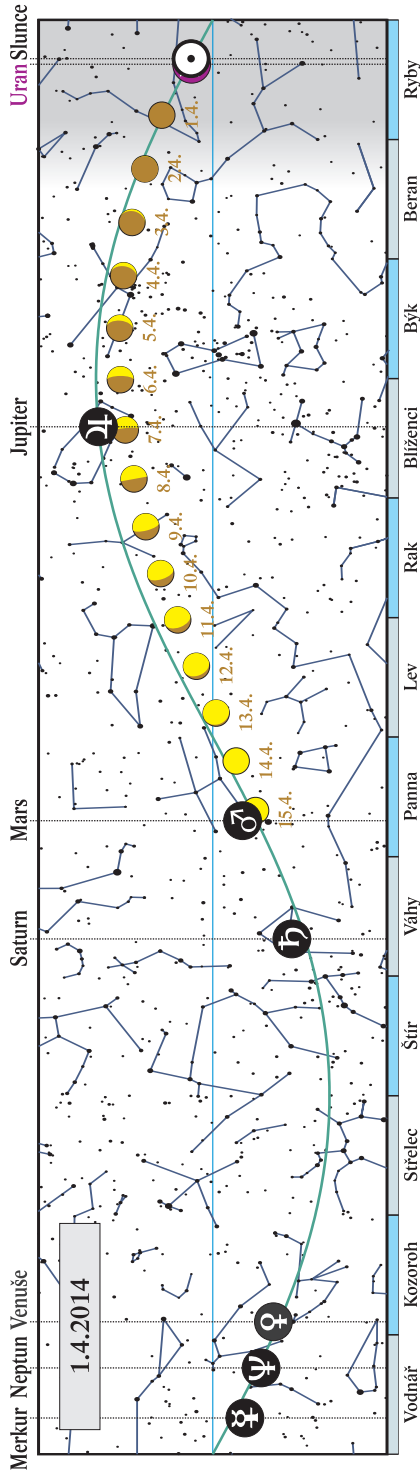 Merkur Neptun Venuše Saturn Mars Jupiter Uran Slunce
1.4.2014
15.4. 14.4. 13.4. 12.4. 11.4. 10.4. 9.4. 8.4. 7.4. 6.4. 5.4. 4.4. 3.4. 2.4. 1.4.
Vodnář Kozoroh Střelec Štír Váhy Panna Lev Rak Blíženci Býk Beran Ryby